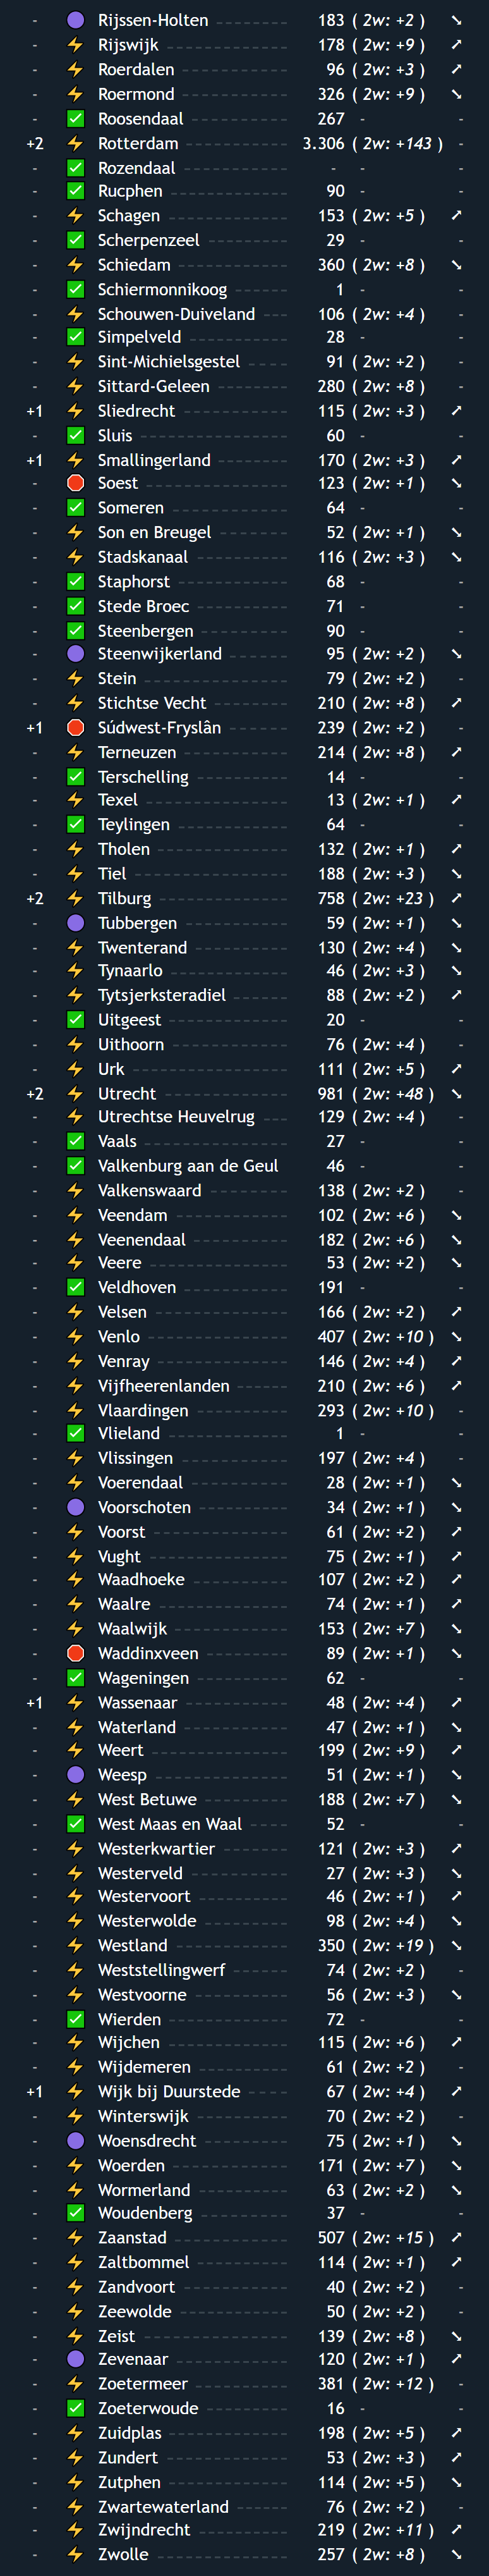 - Rijssen-Holten 183 ( 2w: +2 ) ➘
- ⚡ Rijswijk 178 ( 2w: +9 ) ➚
- ⚡ Roerdalen 96 ( 2w: +3 ) ➚
- ⚡ Roermond 326 ( 2w: +9 ) ➘
- ✅ Roosendaal 267 - -
+2 ⚡ Rotterdam 3.306 ( 2w: +143 ) -
- ✅ Rozendaal - - -
- ✅ Rucphen 90 - -
- ⚡ Schagen 153 ( 2w: +5 ) ➚
- ✅ Scherpenzeel 29 - -
- ⚡ Schiedam 360 ( 2w: +8 ) ➘
- ✅ Schiermonnikoog 1 - -
- ⚡ Schouwen-Duiveland 106 ( 2w: +4 ) -
- ✅ Simpelveld 28 - -
- ⚡ Sint-Michielsgestel 91 ( 2w: +2 ) -
- ⚡ Sittard-Geleen 280 ( 2w: +8 ) -
+1 ⚡ Sliedrecht 115 ( 2w: +3 ) ➚
- ✅ Sluis 60 - -
+1 ⚡ Smallingerland 170 ( 2w: +3 ) ➚
- Soest 123 ( 2w: +1 ) ➘
- ✅ Someren 64 - -
- ⚡ Son en Breugel 52 ( 2w: +1 ) ➘
- ⚡ Stadskanaal 116 ( 2w: +3 ) ➘
- ✅ Staphorst 68 - -
- ✅ Stede Broec 71 - -
- ✅ Steenbergen 90 - -
- Steenwijkerland 95 ( 2w: +2 ) ➘
- ⚡ Stein 79 ( 2w: +2 ) -
- ⚡ Stichtse Vecht 210 ( 2w: +8 ) ➚
+1 Súdwest-Fryslân 239 ( 2w: +2 ) -
- ⚡ Terneuzen 214 ( 2w: +8 ) ➚
- ✅ Terschelling 14 - -
- ⚡ Texel 13 ( 2w: +1 ) ➚
- ✅ Teylingen 64 - -
- ⚡ Tholen 132 ( 2w: +1 ) ➚
- ⚡ Tiel 188 ( 2w: +3 ) ➘
+2 ⚡ Tilburg 758 ( 2w: +23 ) ➚
- Tubbergen 59 ( 2w: +1 ) ➘
- ⚡ Twenterand 130 ( 2w: +4 ) ➘
- ⚡ Tynaarlo 46 ( 2w: +3 ) ➘
- ⚡ Tytsjerksteradiel 88 ( 2w: +2 ) ➚
- ✅ Uitgeest 20 - -
- ⚡ Uithoorn 76 ( 2w: +4 ) -
- ⚡ Urk 111 ( 2w: +5 ) ➚
+2 ⚡ Utrecht 981 ( 2w: +48 ) ➘
- ⚡ Utrechtse Heuvelrug 129 ( 2w: +4 ) -
- ✅ Vaals 27 - -
- ✅ Valkenburg aan de Geul 46 - -
- ⚡ Valkenswaard 138 ( 2w: +2 ) -
- ⚡ Veendam 102 ( 2w: +6 ) ➘
- ⚡ Veenendaal 182 ( 2w: +6 ) ➘
- ⚡ Veere 53 ( 2w: +2 ) ➘
- ✅ Veldhoven 191 - -
- ⚡ Velsen 166 ( 2w: +2 ) ➚
- ⚡ Venlo 407 ( 2w: +10 ) ➘
- ⚡ Venray 146 ( 2w: +4 ) ➚
- ⚡ Vijfheerenlanden 210 ( 2w: +6 ) ➚
- ⚡ Vlaardingen 293 ( 2w: +10 ) -
- ✅ Vlieland 1 - -
- ⚡ Vlissingen 197 ( 2w: +4 ) -
- ⚡ Voerendaal 28 ( 2w: +1 ) ➘
- Voorschoten 34 ( 2w: +1 ) ➘
- ⚡ Voorst 61 ( 2w: +2 ) ➚
- ⚡ Vught 75 ( 2w: +1 ) ➚
- ⚡ Waadhoeke 107 ( 2w: +2 ) ➚
- ⚡ Waalre 74 ( 2w: +1 ) ➚
- ⚡ Waalwijk 153 ( 2w: +7 ) ➘
- Waddinxveen 89 ( 2w: +1 ) ➘
- ✅ Wageningen 62 - -
+1 ⚡ Wassenaar 48 ( 2w: +4 ) ➚
- ⚡ Waterland 47 ( 2w: +1 ) ➘
- ⚡ Weert 199 ( 2w: +9 ) ➚
- Weesp 51 ( 2w: +1 ) ➘
- ⚡ West Betuwe 188 ( 2w: +7 ) ➘
- ✅ West Maas en Waal 52 - -
- ⚡ Westerkwartier 121 ( 2w: +3 ) ➚
- ⚡ Westerveld 27 ( 2w: +3 ) ➘
- ⚡ Westervoort 46 ( 2w: +1 ) ➚
- ⚡ Westerwolde 98 ( 2w: +4 ) ➘
- ⚡ Westland 350 ( 2w: +19 ) ➘
- ⚡ Weststellingwerf 74 ( 2w: +2 ) -
- ⚡ Westvoorne 56 ( 2w: +3 ) ➘
- ✅ Wierden 72 - -
- ⚡ Wijchen 115 ( 2w: +6 ) ➚
- ⚡ Wijdemeren 61 ( 2w: +2 ) -
+1 ⚡ Wijk bij Duurstede 67 ( 2w: +4 ) ➚
- ⚡ Winterswijk 70 ( 2w: +2 ) -
- Woensdrecht 75 ( 2w: +1 ) ➘
- ⚡ Woerden 171 ( 2w: +7 ) ➘
- ⚡ Wormerland 63 ( 2w: +2 ) ➘
- ✅ Woudenberg 37 - -
- ⚡ Zaanstad 507 ( 2w: +15 ) ➚
- ⚡ Zaltbommel 114 ( 2w: +1 ) ➚
- ⚡ Zandvoort 40 ( 2w: +2 ) -
- ⚡ Zeewolde 50 ( 2w: +2 ) -
- ⚡ Zeist 139 ( 2w: +8 ) ➘
- Zevenaar 120 ( 2w: +1 ) ➚
- ⚡ Zoetermeer 381 ( 2w: +12 ) -
- ✅ Zoeterwoude 16 - -
- ⚡ Zuidplas 198 ( 2w: +5 ) ➚
- ⚡ Zundert 53 ( 2w: +3 ) ➚
- ⚡ Zutphen 114 ( 2w: +5 ) ➘
- ⚡ Zwartewaterland 76 ( 2w: +2 ) -
- ⚡ Zwijndrecht 219 ( 2w: +11 ) ➚
- ⚡ Zwolle 257 ( 2w: +8 ) ➘